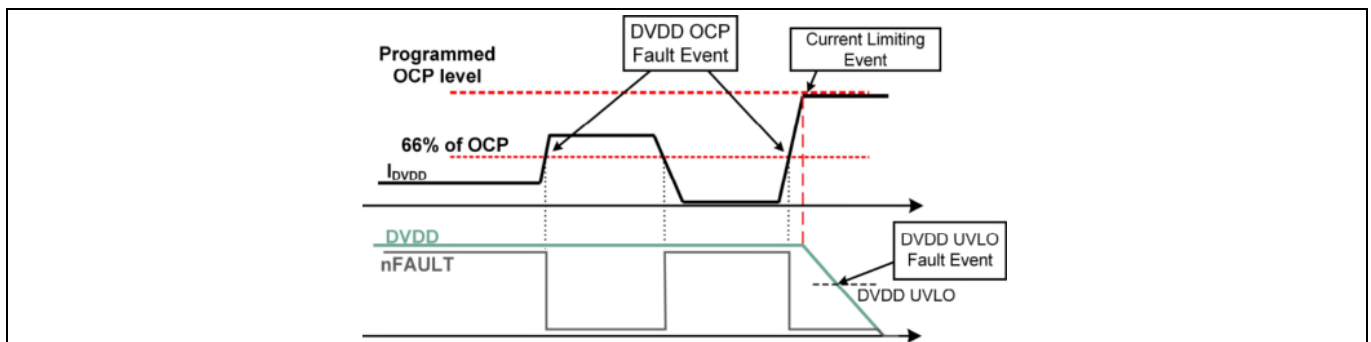 DVDD OCP
Fault Event
Current Limiting
Event
Programmed
OCP level
66% of OCP
IDVDD
DVDD
nFAULT
DVDD UVLO
Fault Event
DVDD UVLO